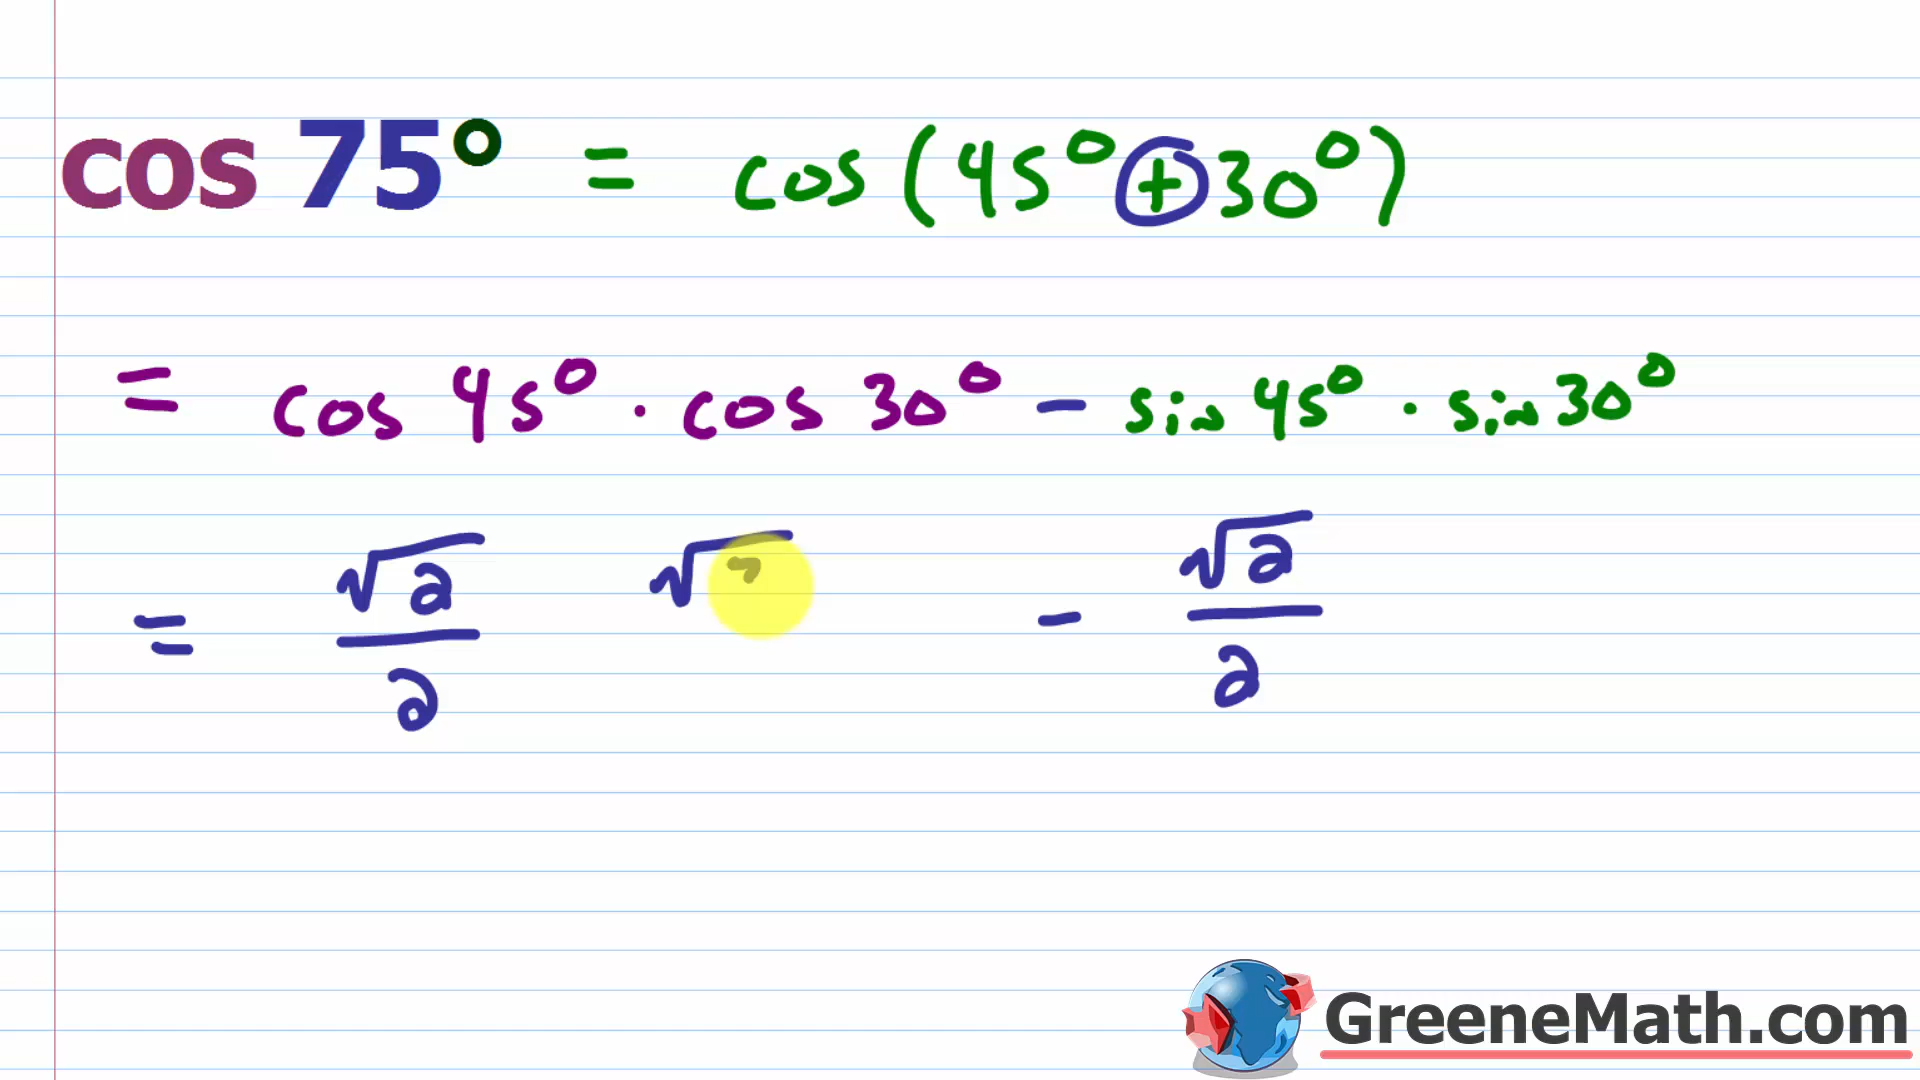 cos 75° = cos(45° + 30°)
= cos 45° · cos 30° - sin 45° · sin 30°
= √2/2 √ - √2/2
GreeneMath.com